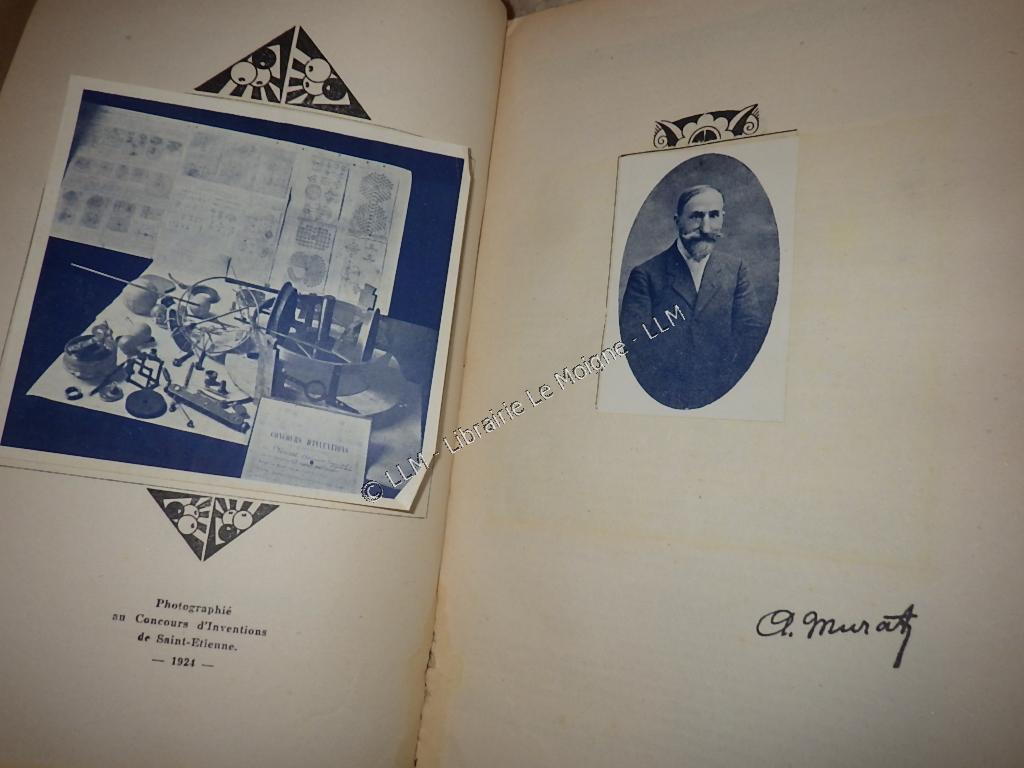 CONCOURS D'INVENTIONS
Photographié
au Concours d'Inventions
de Saint-Etienne.
— 1924 —
A. Murat
© LLM - Librairie Le Moigne - LLM